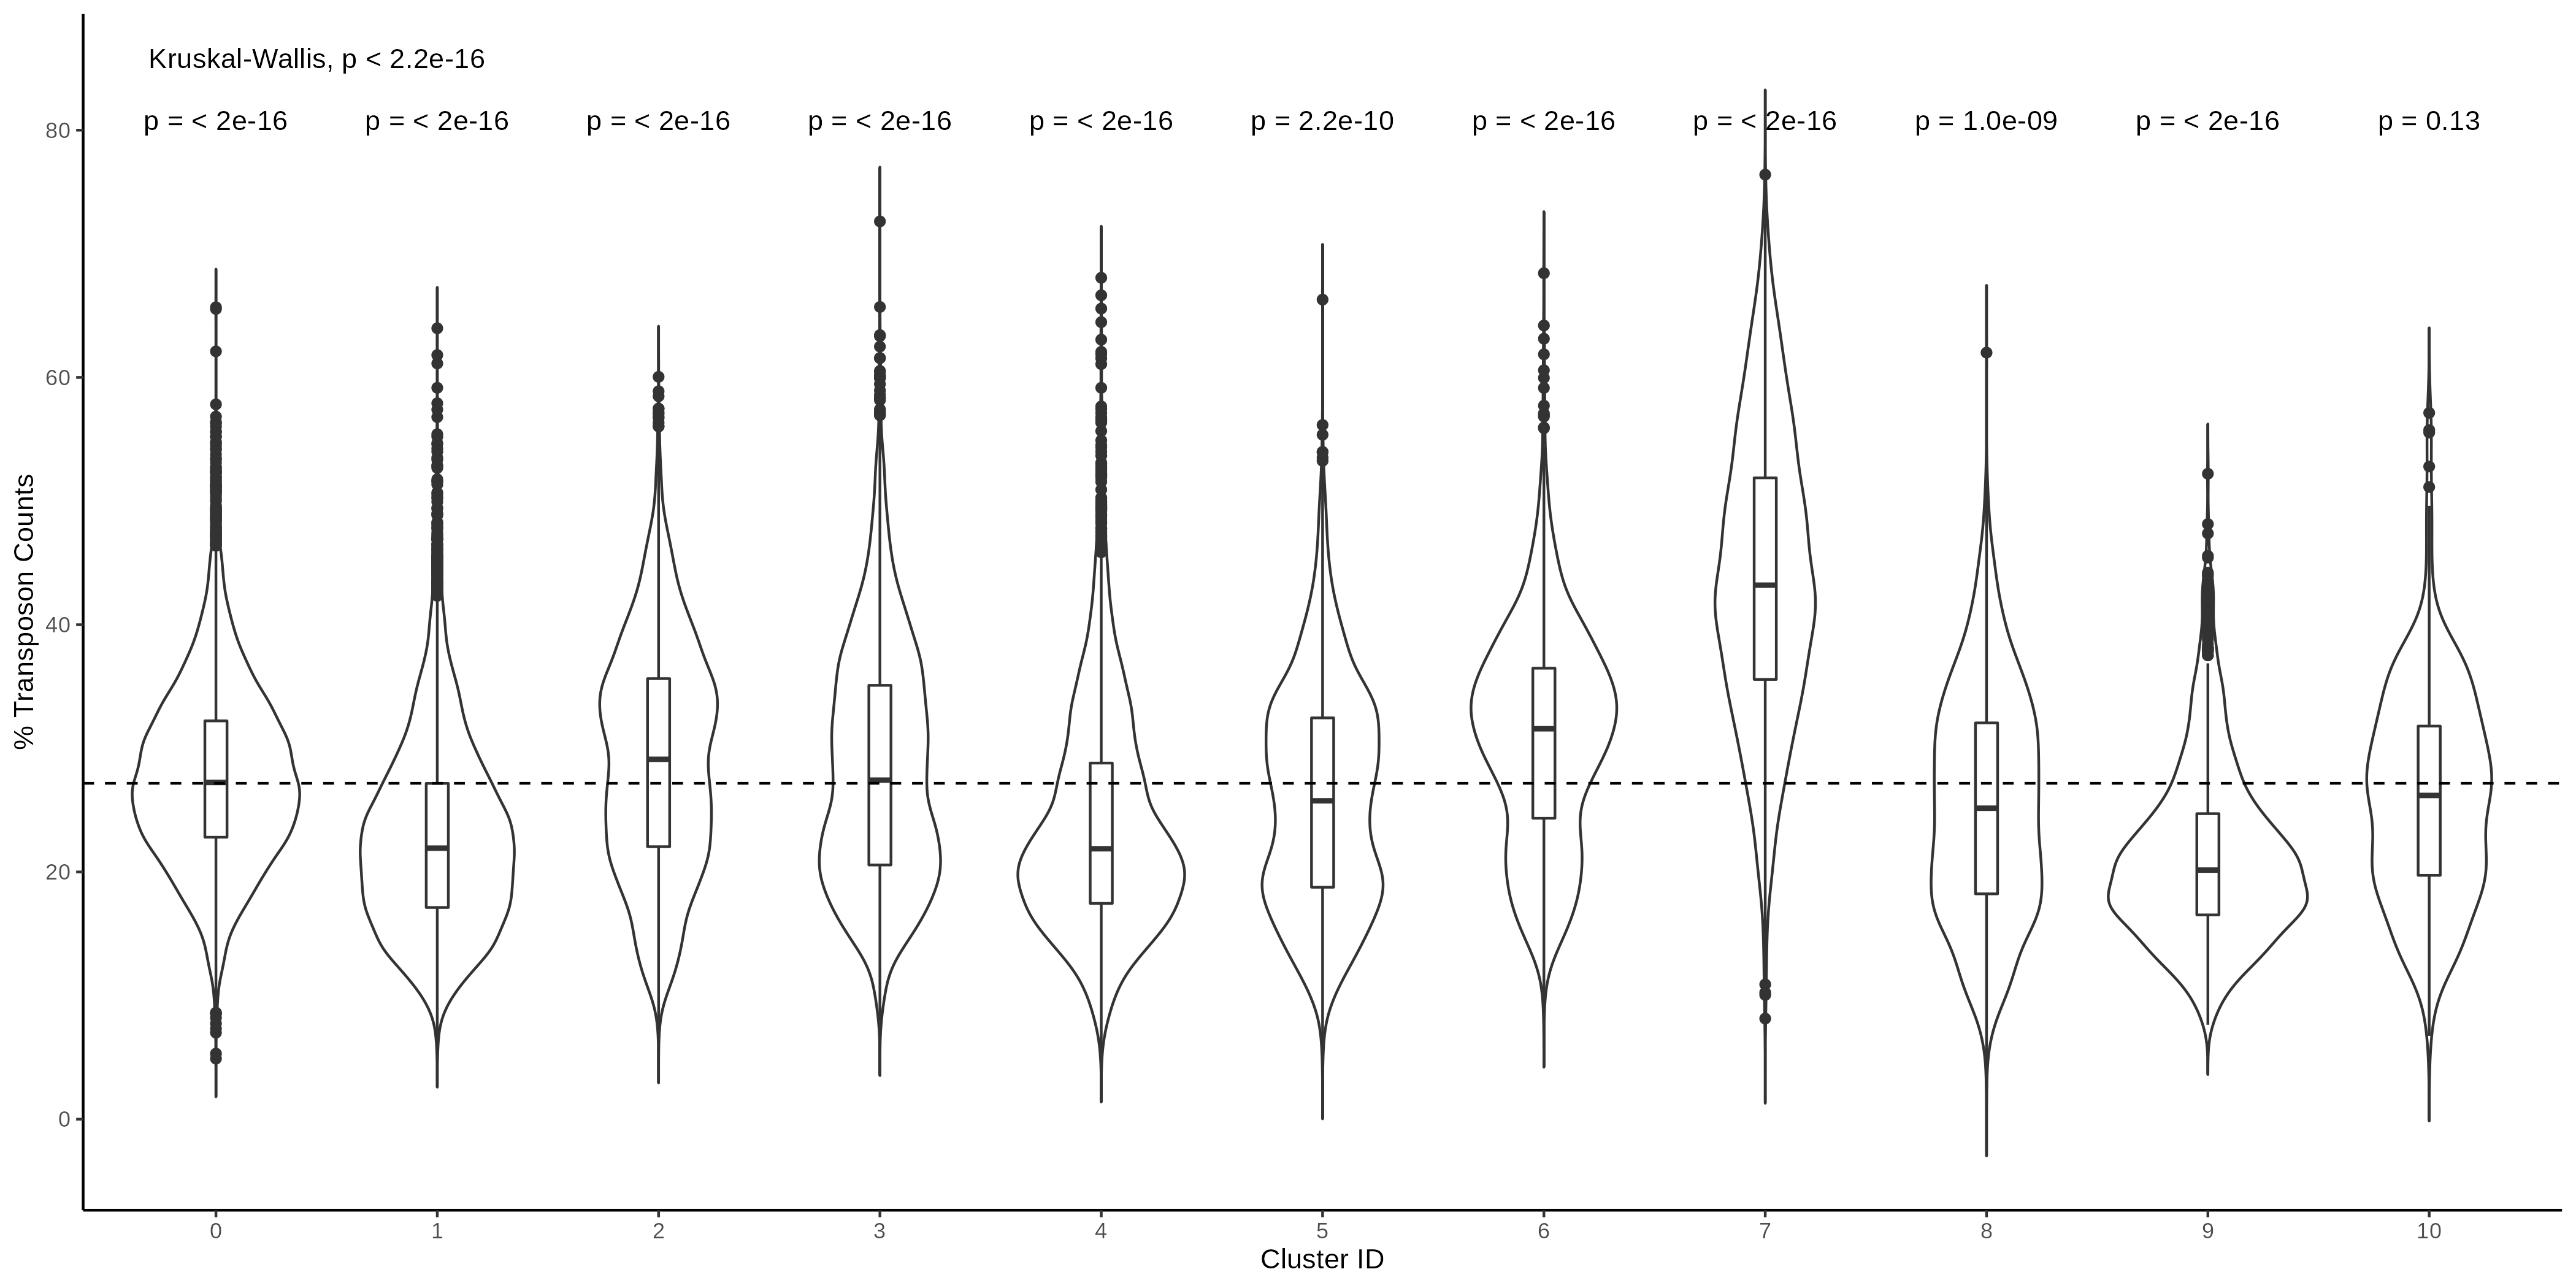 Kruskal-Wallis, p < 2.2e-16
p = < 2e-16 p = < 2e-16 p = < 2e-16 p = < 2e-16 p = < 2e-16 p = 2.2e-10 p = < 2e-16 p = < 2e-16 p = 1.0e-09 p = < 2e-16 p = 0.13
80
60
40
20
0
% Transposon Counts
0 1 2 3 4 5 6 7 8 9 10
Cluster ID